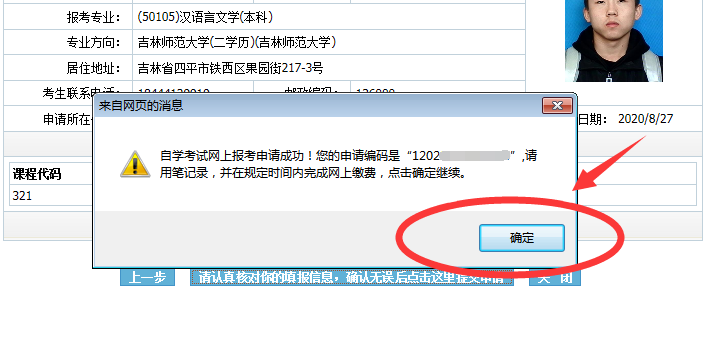 报考专业: (50105)汉语言文学(本科)
专业方向: 吉林师范大学(二学历)(吉林师范大学)
居住地址: 吉林省四平市铁西区果园街217-3号
考生联系电话: 邮政编码: 136000
来自网页的消息
申请所在 日期: 2020/8/27
自学考试网上报考申请成功！您的申请编码是“1202 ”,请
用笔记录，并在规定时间内完成网上缴费，点击确定继续。
课程代码
321
确定
上一步 请认真核对你的填报信息，确认无误后点击这里提交申请 关 闭